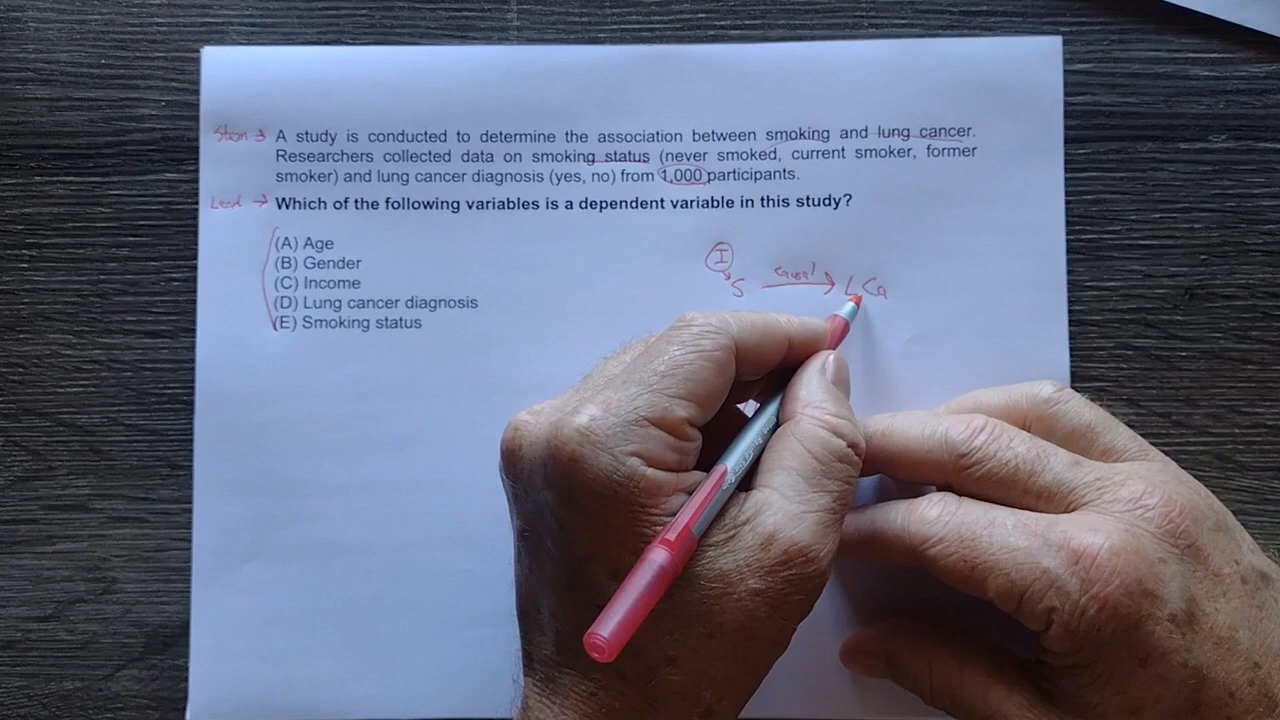 Stem → A study is conducted to determine the association between smoking and lung cancer.
Researchers collected data on smoking status (never smoked, current smoker, former
smoker) and lung cancer diagnosis (yes, no) from 1,000 participants.
Lead → Which of the following variables is a dependent variable in this study?
(A) Age
(B) Gender
(C) Income
(D) Lung cancer diagnosis
(E) Smoking status
I
S causal → LCa